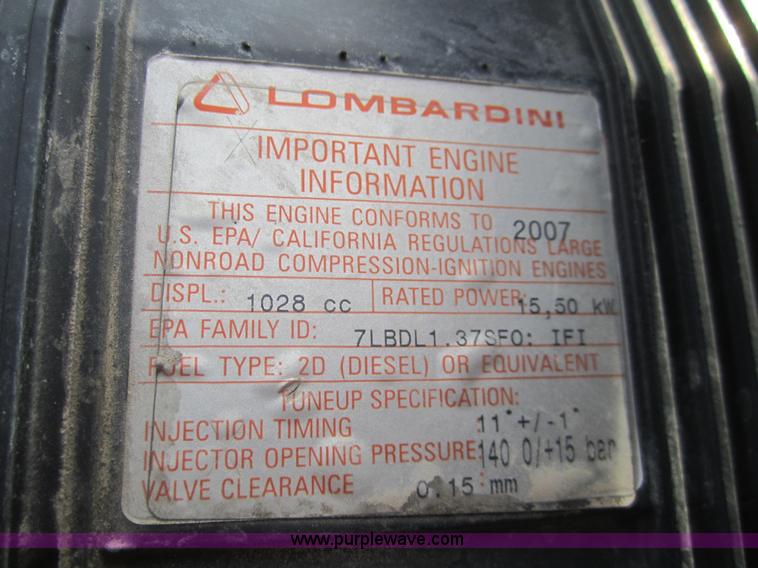 LOMBARDINI
IMPORTANT ENGINE
INFORMATION
THIS ENGINE CONFORMS TO 2007
U.S. EPA/ CALIFORNIA REGULATIONS LARGE
NONROAD COMPRESSION-IGNITION ENGINES
DISPL.: 1028 cc RATED POWER: 15,50 kW
EPA FAMILY ID: 7LBDL1.37SFO: IFI
FUEL TYPE: 2D (DIESEL) OR EQUIVALENT
TUNEUP SPECIFICATION:
INJECTION TIMING :11°+/-1°
INJECTOR OPENING PRESSURE:140 0/+15 bar
VALVE CLEARANCE 0.15 mm
www.purplewave.com